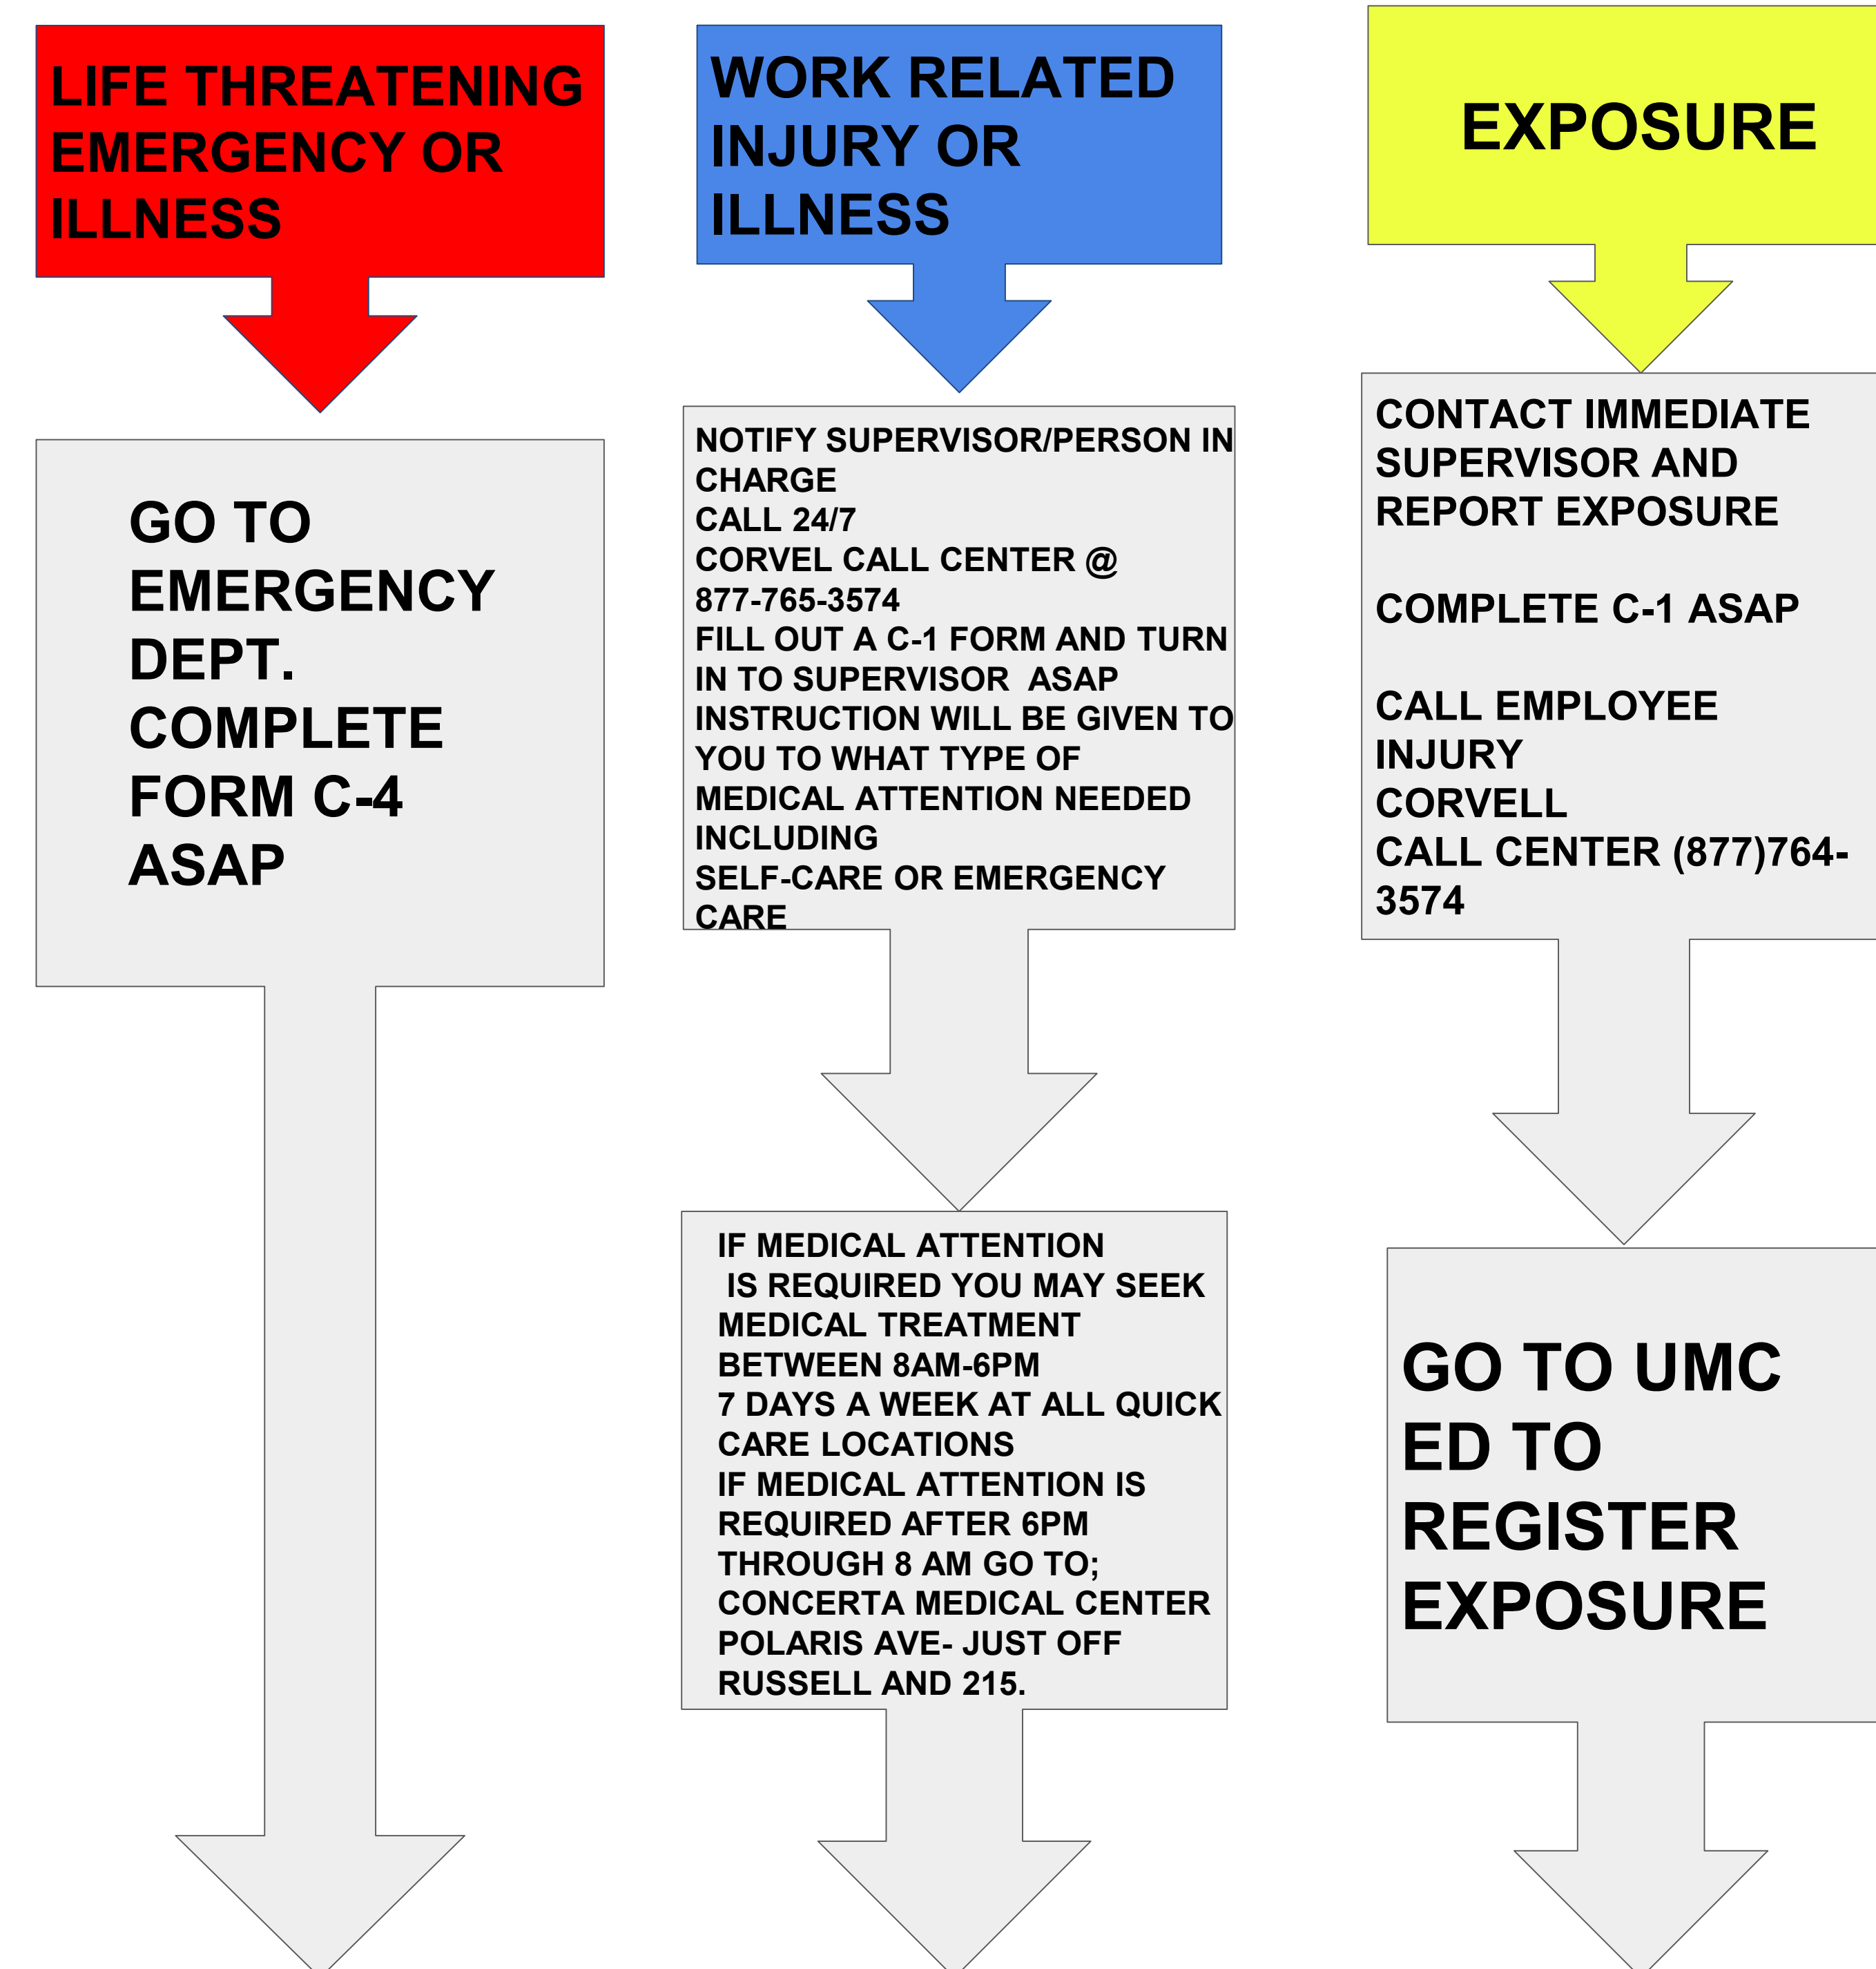 LIFE THREATENING
EMERGENCY OR
ILLNESS
GO TO
EMERGENCY
DEPT.
COMPLETE
FORM C-4
ASAP
WORK RELATED
INJURY OR
ILLNESS
NOTIFY SUPERVISOR/PERSON IN
CHARGE
CALL 24/7
CORVEL CALL CENTER @
877-765-3574
FILL OUT A C-1 FORM AND TURN
IN TO SUPERVISOR ASAP
INSTRUCTION WILL BE GIVEN TO
YOU TO WHAT TYPE OF
MEDICAL ATTENTION NEEDED
INCLUDING
SELF-CARE OR EMERGENCY
CARE
IF MEDICAL ATTENTION
IS REQUIRED YOU MAY SEEK
MEDICAL TREATMENT
BETWEEN 8AM-6PM
7 DAYS A WEEK AT ALL QUICK
CARE LOCATIONS
IF MEDICAL ATTENTION IS
REQUIRED AFTER 6PM
THROUGH 8 AM GO TO;
CONCERTA MEDICAL CENTER
POLARIS AVE- JUST OFF
RUSSELL AND 215.
EXPOSURE
CONTACT IMMEDIATE
SUPERVISOR AND
REPORT EXPOSURE
COMPLETE C-1 ASAP
CALL EMPLOYEE
INJURY
CORVELL
CALL CENTER (877)764-
3574
GO TO UMC
ED TO
REGISTER
EXPOSURE